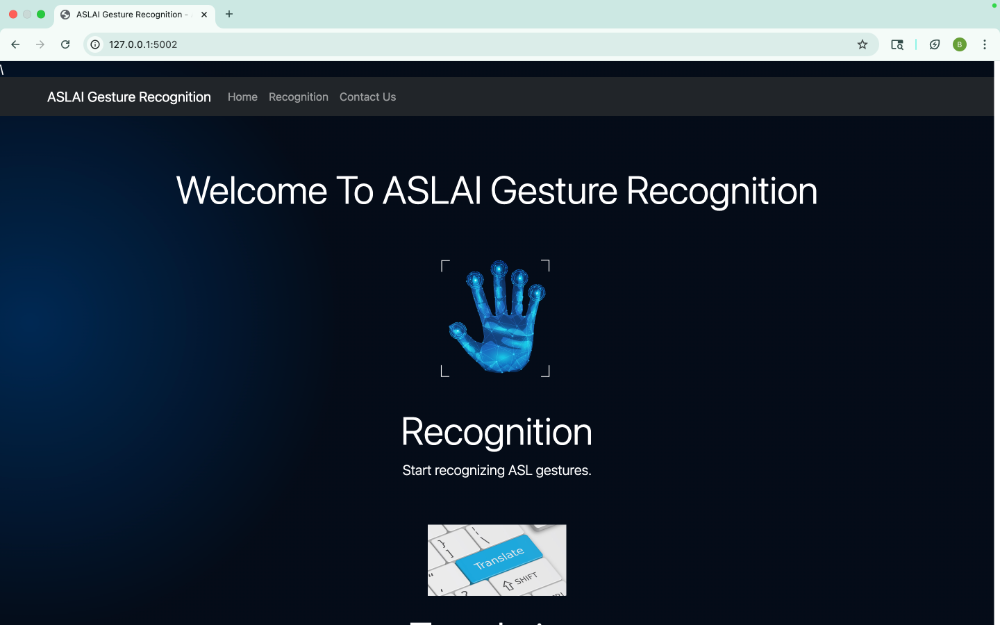 ASLAI Gesture Recognition -
127.0.0.1:5002
B
\
ASLAI Gesture Recognition Home Recognition Contact Us
Welcome To ASLAI Gesture Recognition
Recognition
Start recognizing ASL gestures.
} ! \
]
Translate
" SHIFT